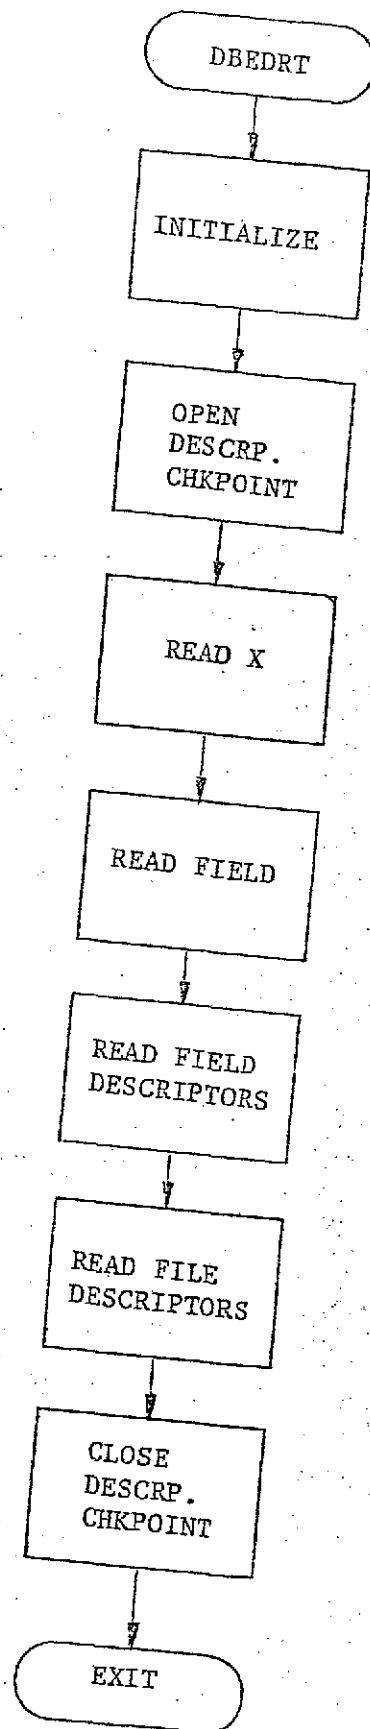 DBEDRT
INITIALIZE
OPEN
DESCRP.
CHKPOINT
READ X
READ FIELD
READ FIELD
DESCRIPTORS
READ FILE
DESCRIPTORS
CLOSE
DESCRP.
CHKPOINT
EXIT